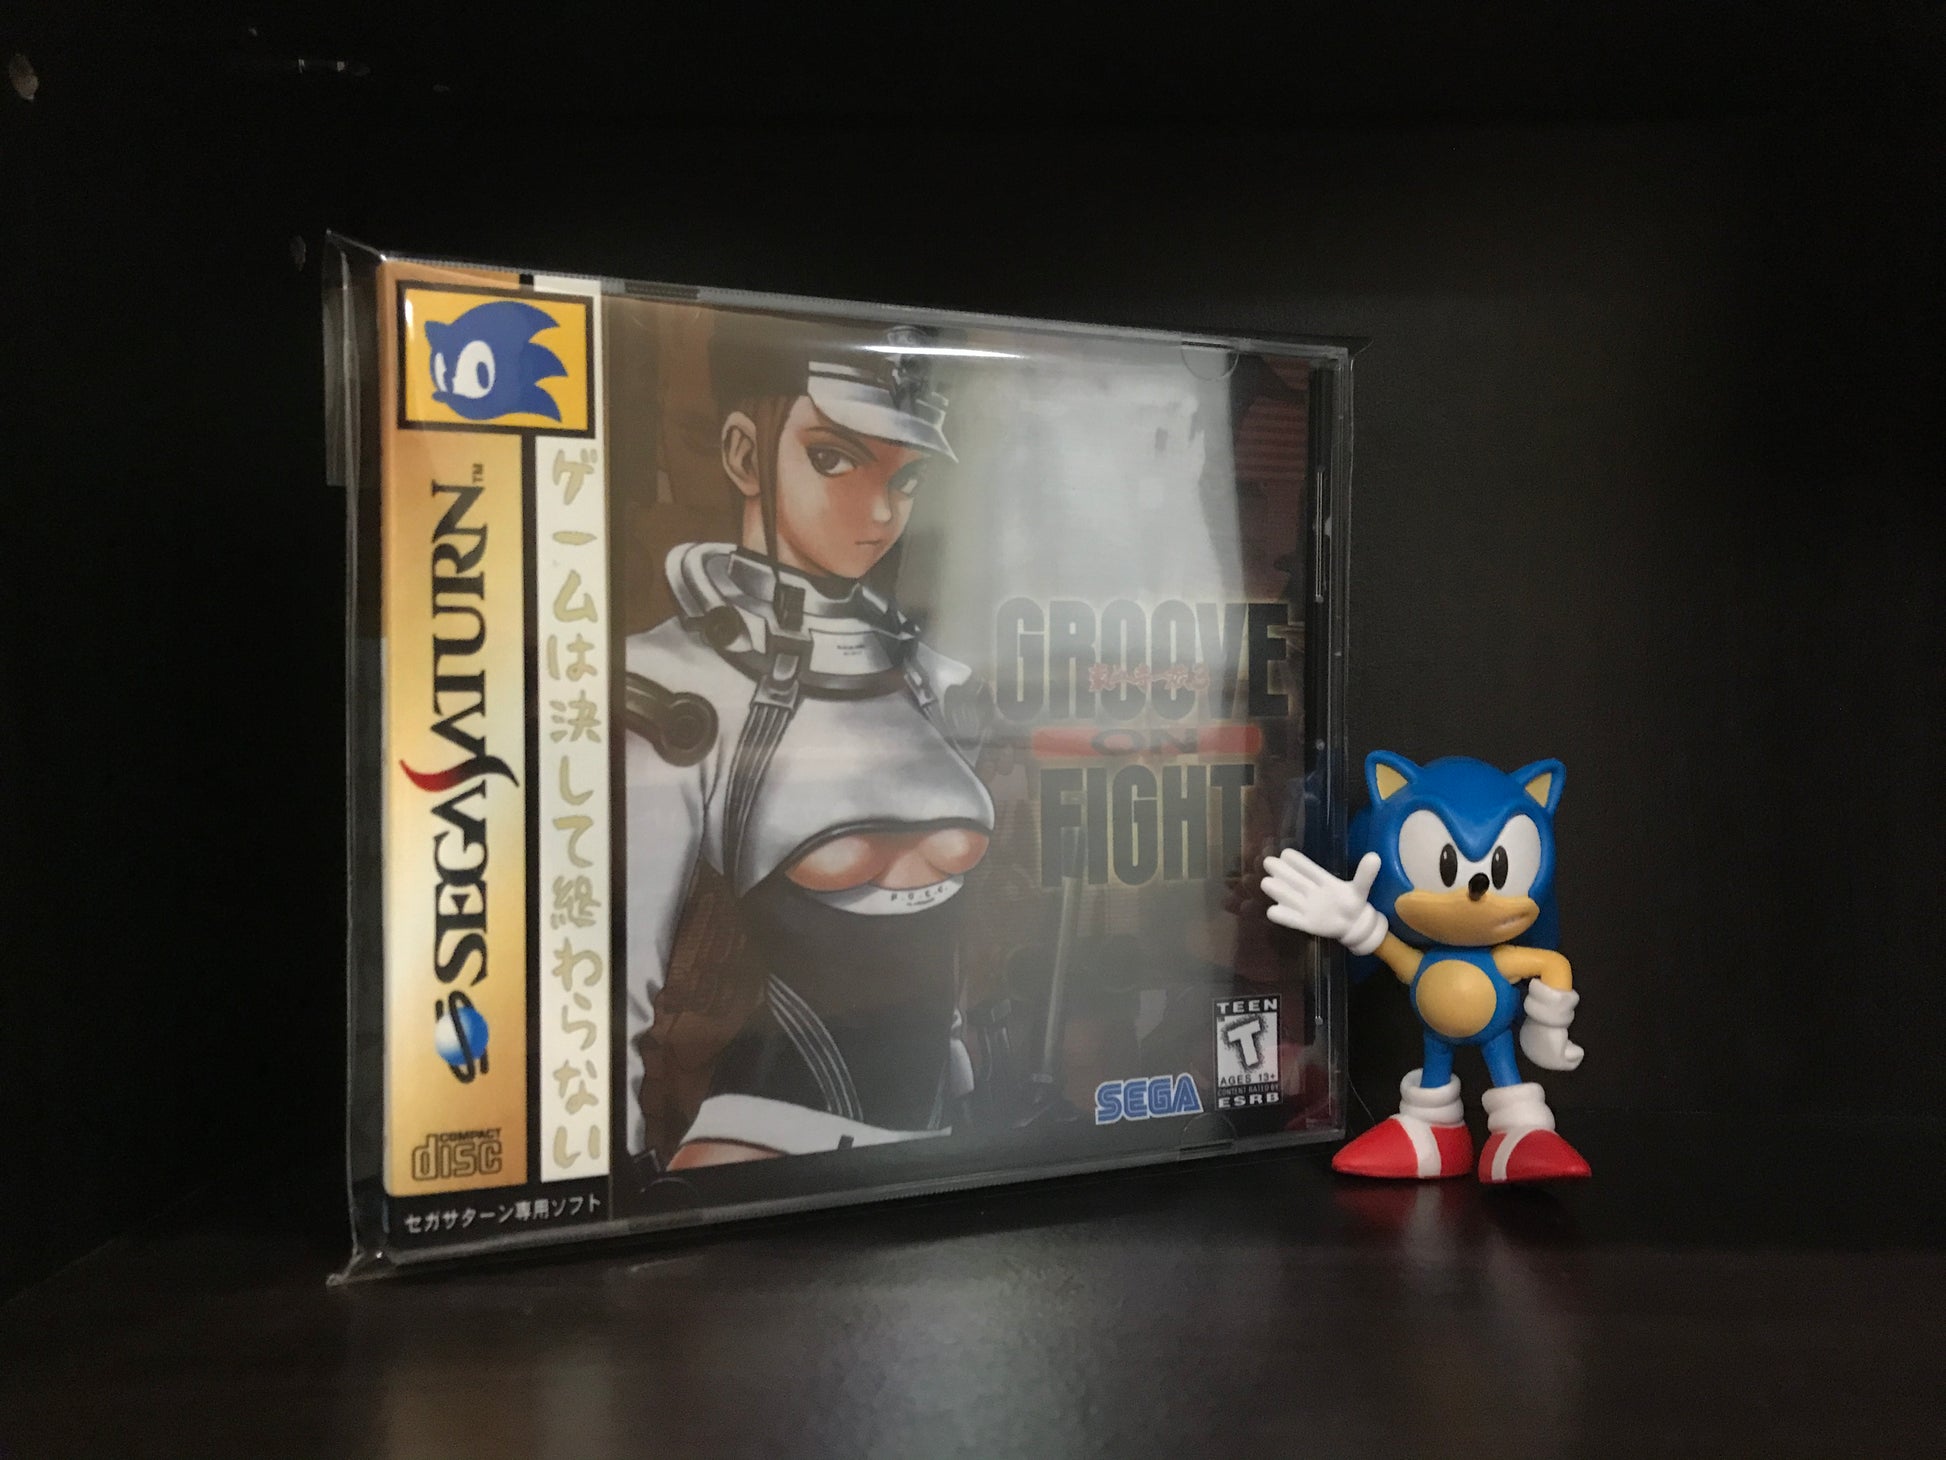 SEGA SATURN™
ゲームは決して終わらない
COMPACT
disc
セガサターン専用ソフト
GROOVE
ON
FIGHT
P.O.E.C.
SEGA
TEEN
T
AGES 13+
CONTENT RATED BY
ESRB